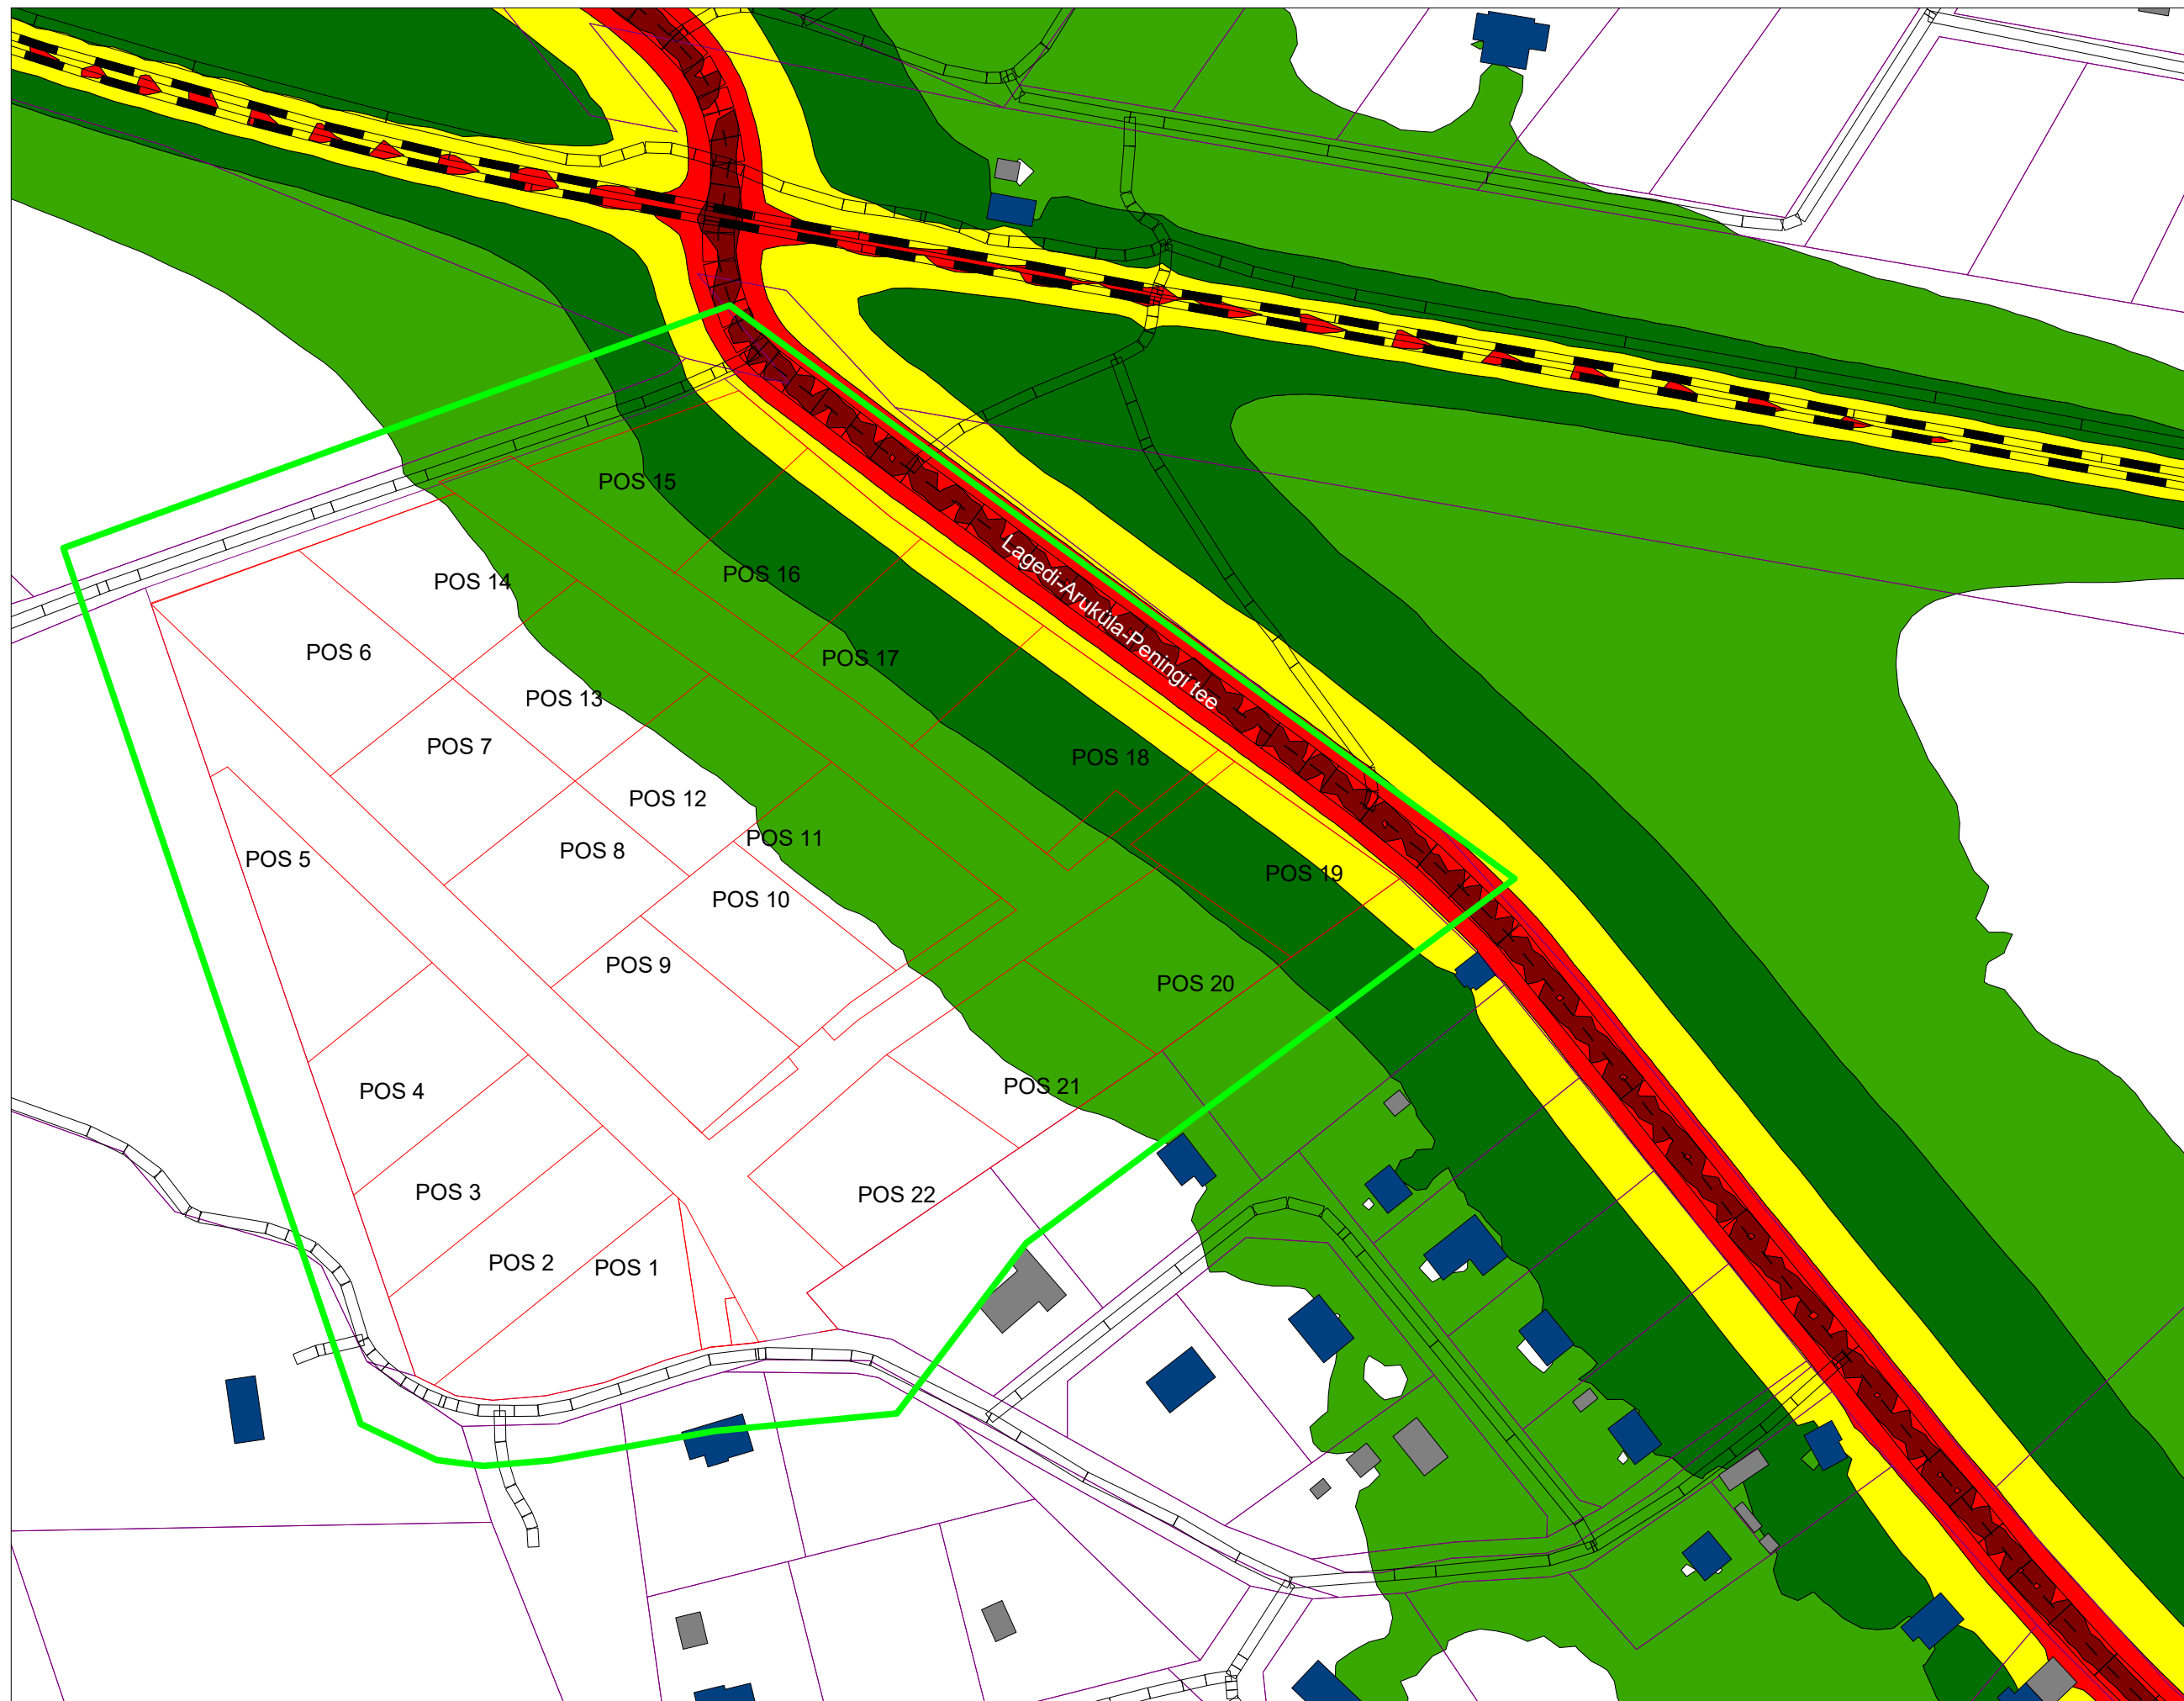 POS 15
Lagedi-Aruküla-Peningi tee
POS 16
POS 14
POS 6
POS 17
POS 13
POS 7
POS 18
POS 12
POS 11
POS 8
POS 5
POS 19
POS 10
POS 9
POS 20
POS 21
POS 4
POS 3
POS 22
POS 2
POS 1